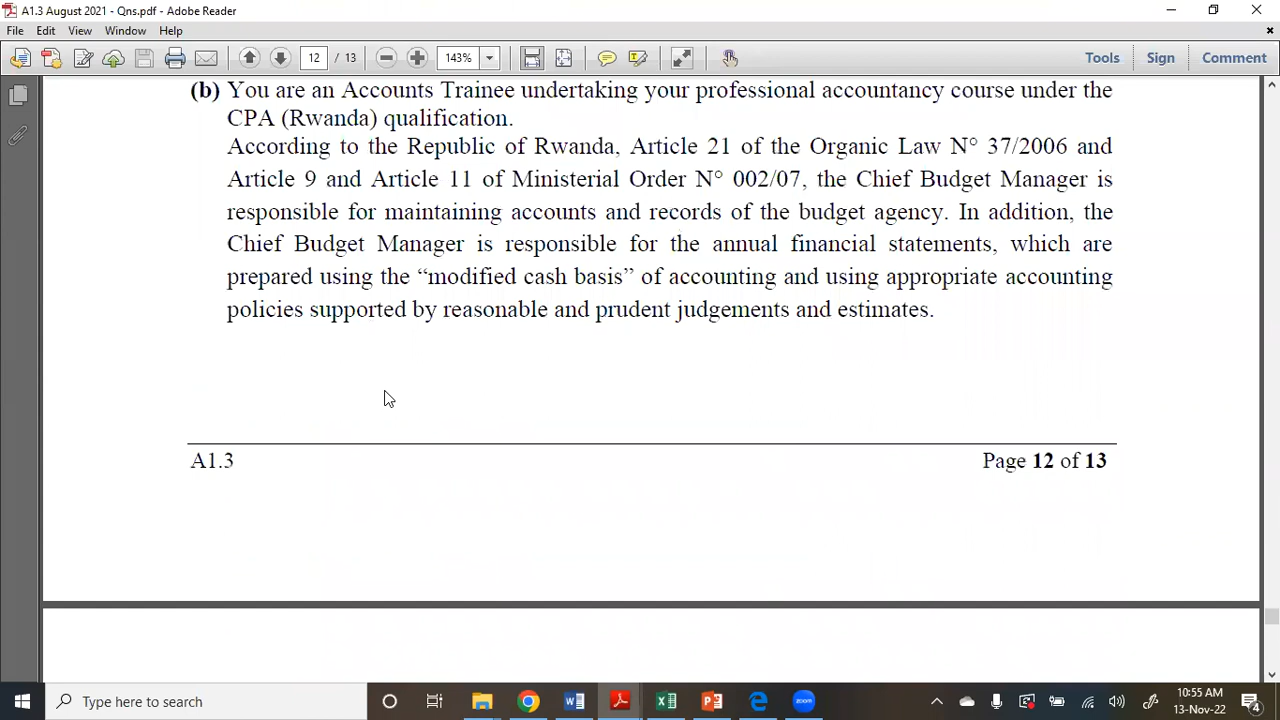 A1.3 August 2021 - Qns.pdf - Adobe Reader
File Edit View Window Help
12 / 13 143% Tools Sign Comment
(b) You are an Accounts Trainee undertaking your professional accountancy course under the
CPA (Rwanda) qualification.
According to the Republic of Rwanda, Article 21 of the Organic Law N° 37/2006 and
Article 9 and Article 11 of Ministerial Order N° 002/07, the Chief Budget Manager is
responsible for maintaining accounts and records of the budget agency. In addition, the
Chief Budget Manager is responsible for the annual financial statements, which are
prepared using the “modified cash basis” of accounting and using appropriate accounting
policies supported by reasonable and prudent judgements and estimates.
A1.3 Page 12 of 13
Type here to search
zoom
10:55 AM
13-Nov-22
4